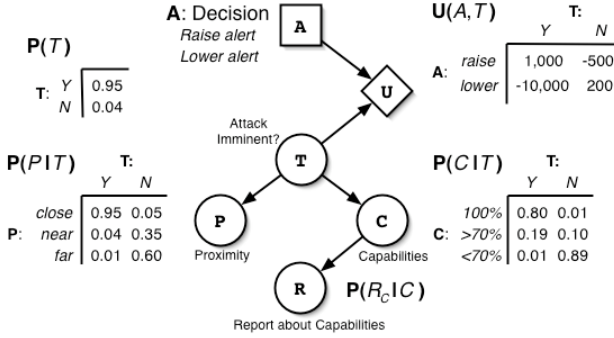 A: Decision
Raise alert
Lower alert
A
U
Attack
Imminent?
T
P
Proximity
C
Capabilities
R
Report about Capabilities
P(T)
T: Y 0.95
N 0.04
P(P|T) T:
Y N
close 0.95 0.05
P: near 0.04 0.35
far 0.01 0.60
U(A,T) T:
Y N
raise 1,000 -500
A: lower -10,000 200
P(C|T) T:
Y N
100% 0.80 0.01
C: >70% 0.19 0.10
<70% 0.01 0.89
P(R_C|C)